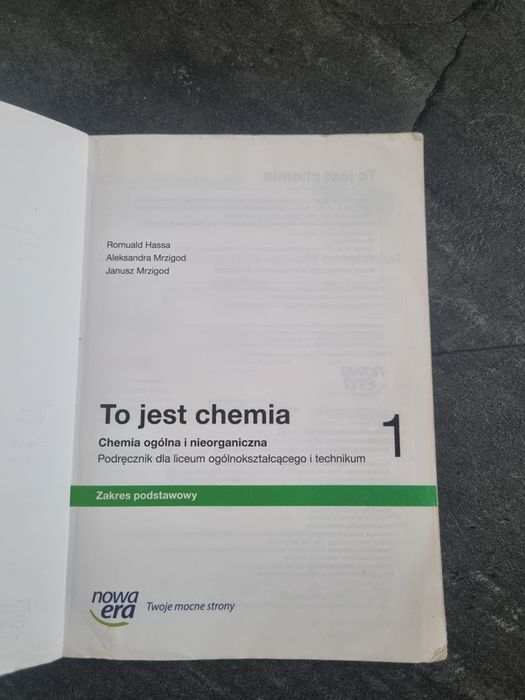 Romuald Hassa
Aleksandra Mrzigod
Janusz Mrzigod
To jest chemia 1
Chemia ogólna i nieorganiczna
Podręcznik dla liceum ogólnokształcącego i technikum
Zakres podstawowy
nowa
era
Twoje mocne strony